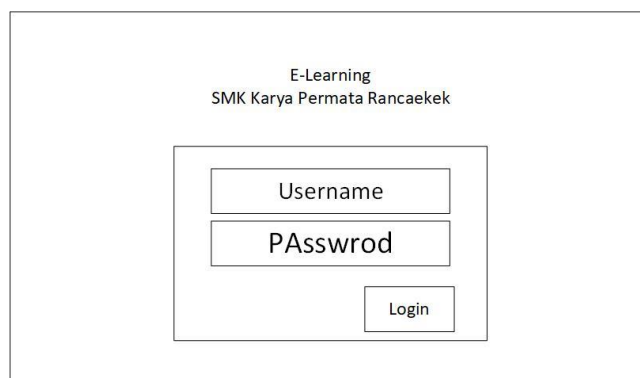 E-Learning
SMK Karya Permata Rancaekek
Username
PAsswrod
Login